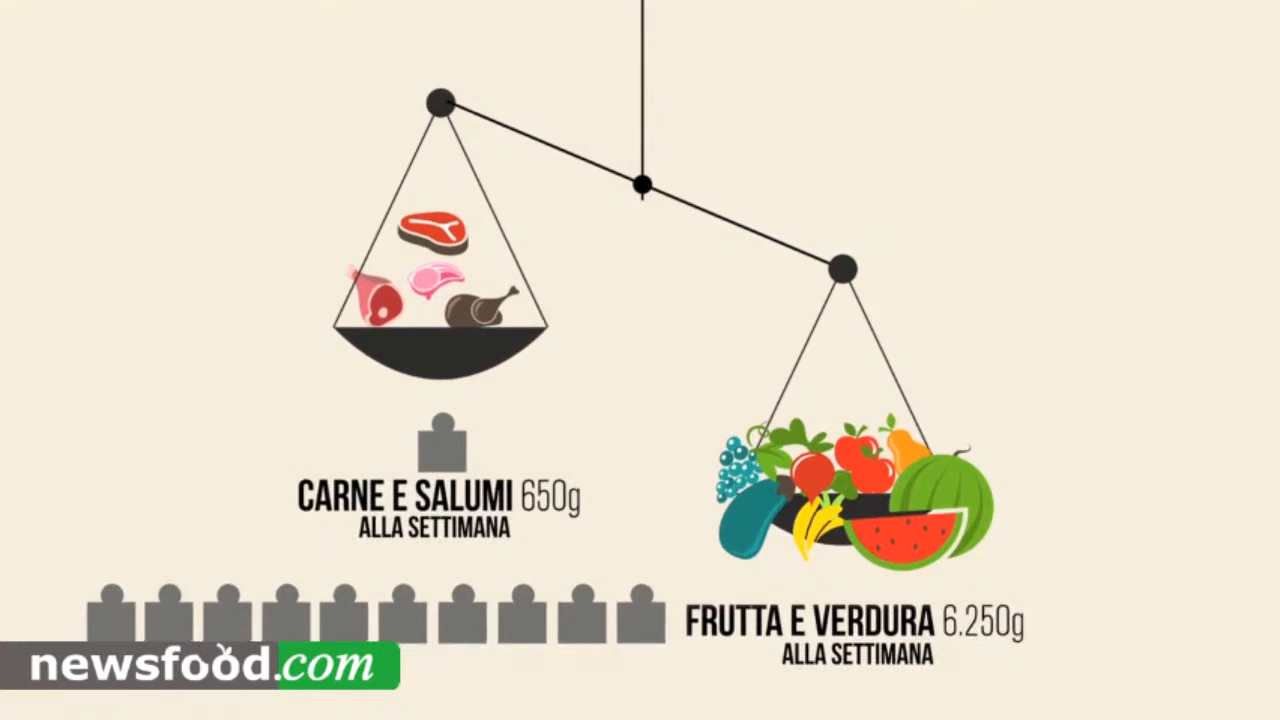 CARNE E SALUMI 650g
ALLA SETTIMANA
FRUTTA E VERDURA 6.250g
ALLA SETTIMANA
newsfood.com